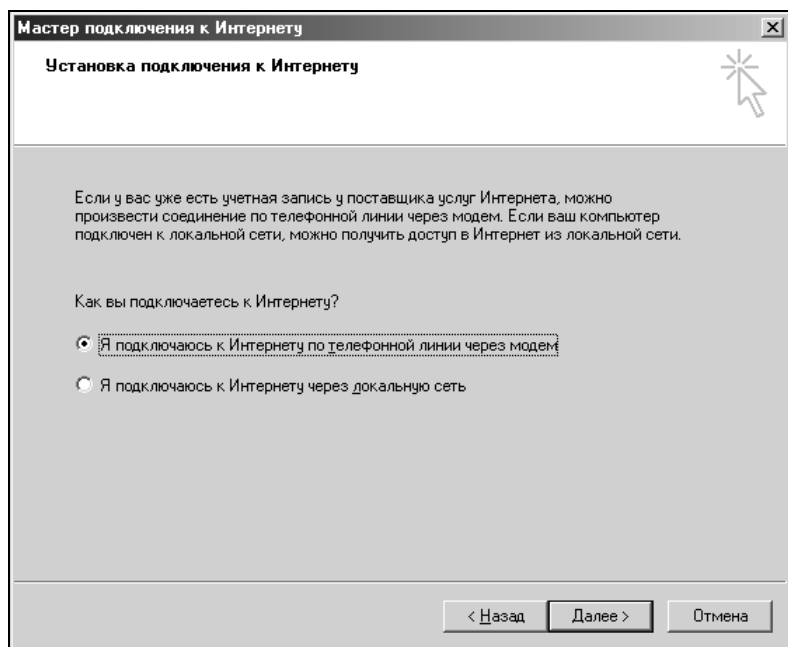 Мастер подключения к Интернету
Установка подключения к Интернету
Если у вас уже есть учетная запись у поставщика услуг Интернета, можно
произвести соединение по телефонной линии через модем. Если ваш компьютер
подключен к локальной сети, можно получить доступ в Интернет из локальной сети.
Как вы подключаетесь к Интернету?
Я подключаюсь к Интернету по телефонной линии через модем
Я подключаюсь к Интернету через локальную сеть
< Назад Далее > Отмена